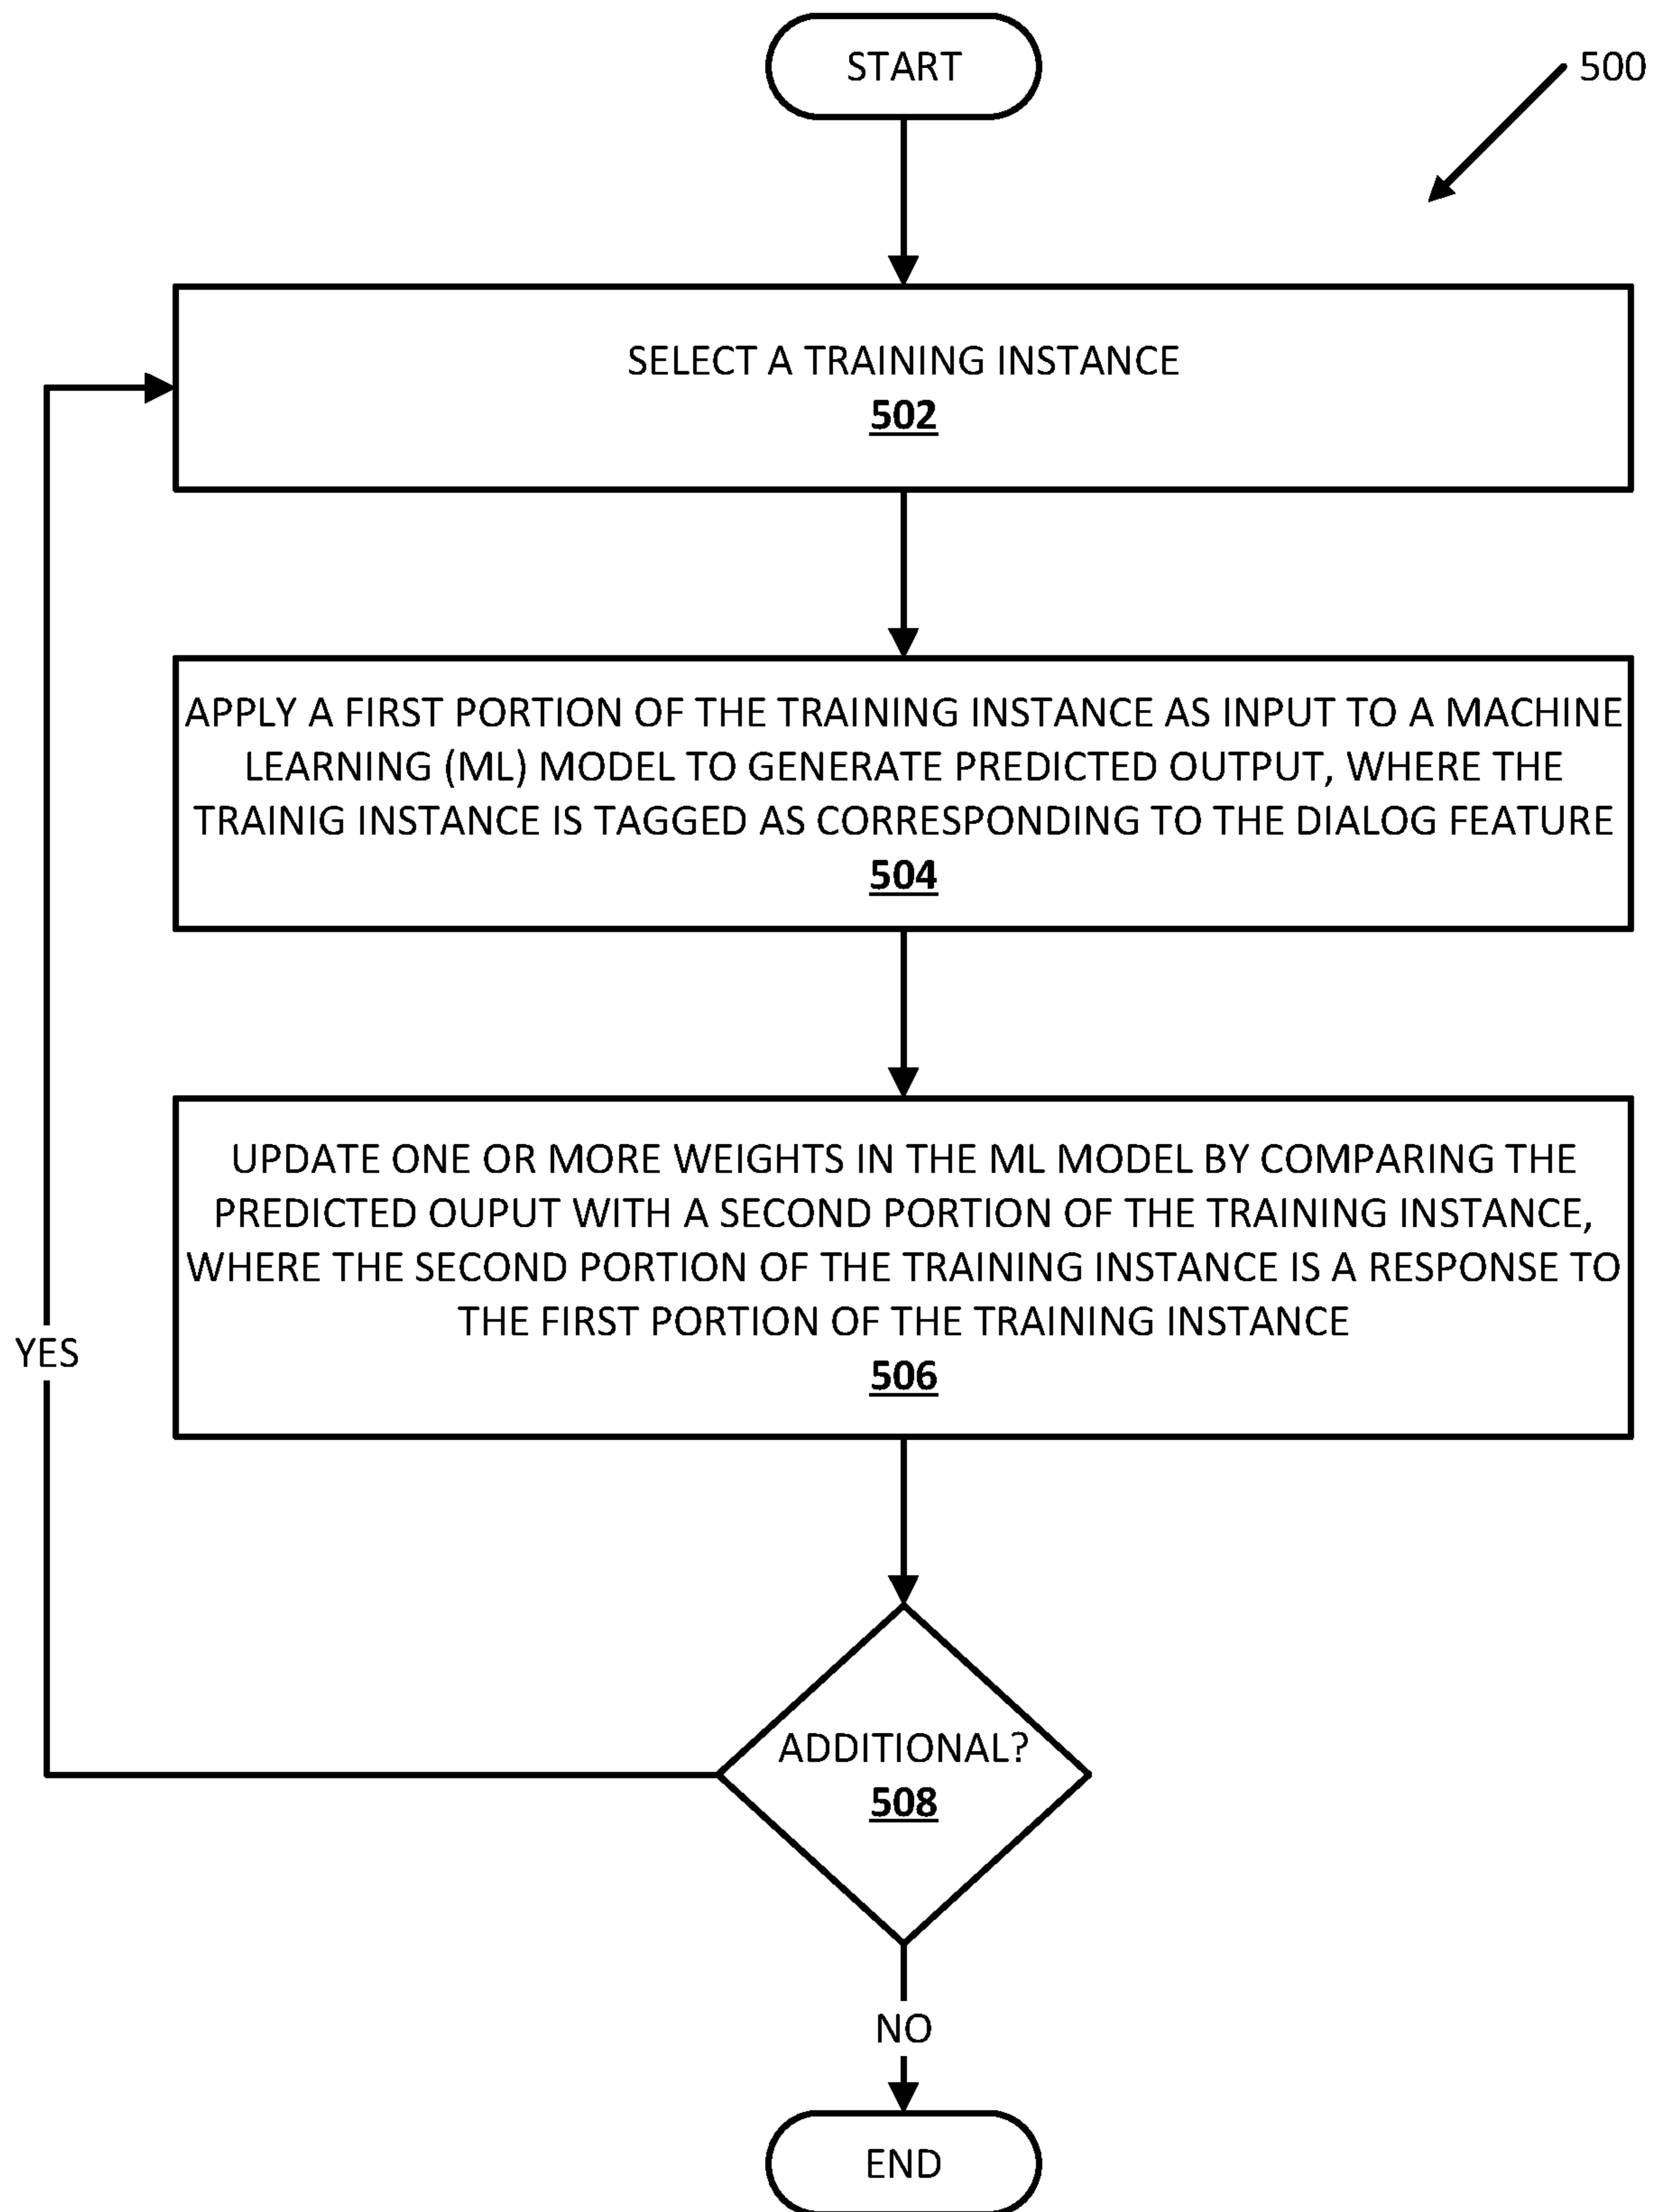 START
500
SELECT A TRAINING INSTANCE
502
APPLY A FIRST PORTION OF THE TRAINING INSTANCE AS INPUT TO A MACHINE
LEARNING (ML) MODEL TO GENERATE PREDICTED OUTPUT, WHERE THE
TRAINIG INSTANCE IS TAGGED AS CORRESPONDING TO THE DIALOG FEATURE
504
UPDATE ONE OR MORE WEIGHTS IN THE ML MODEL BY COMPARING THE
PREDICTED OUPUT WITH A SECOND PORTION OF THE TRAINING INSTANCE,
WHERE THE SECOND PORTION OF THE TRAINING INSTANCE IS A RESPONSE TO
THE FIRST PORTION OF THE TRAINING INSTANCE
506
YES
ADDITIONAL?
508
NO
END